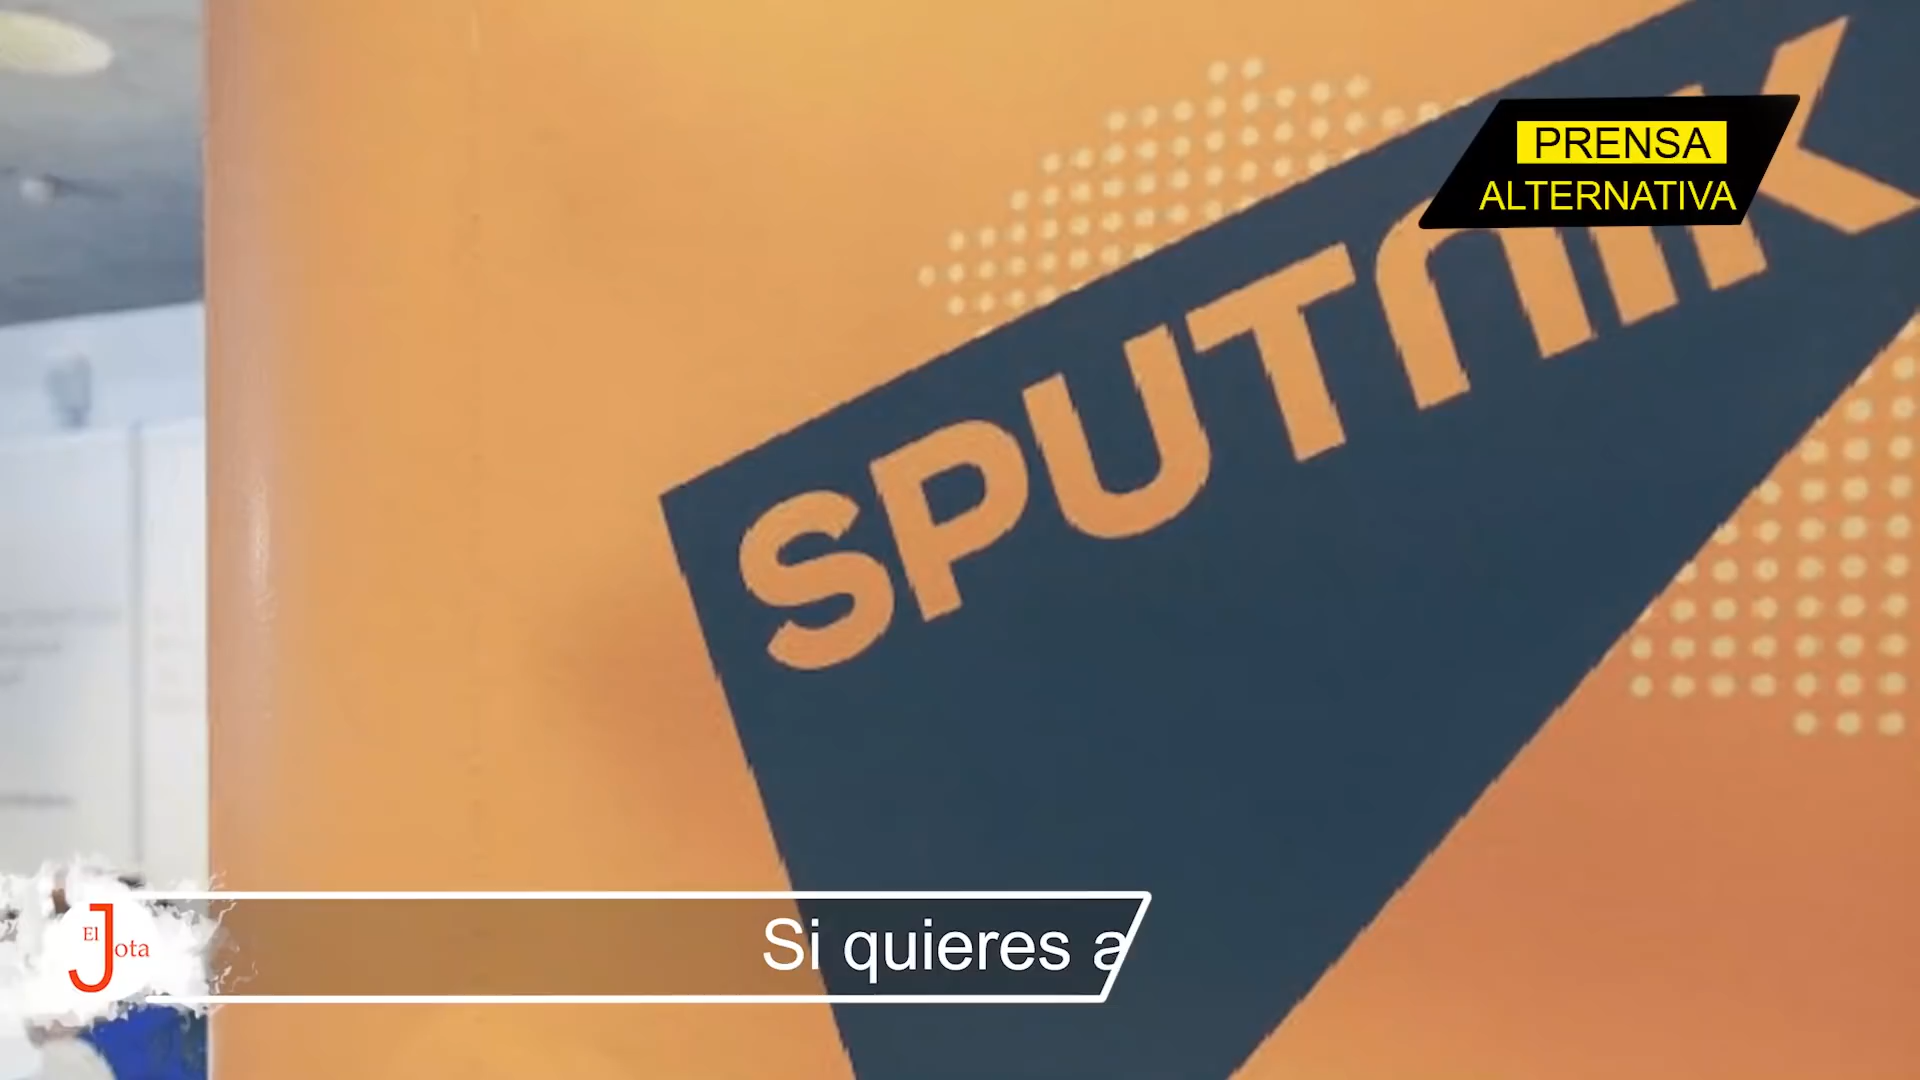 PRENSA
ALTERNATIVA
SPUTNIK
El Jota
Si quieres a